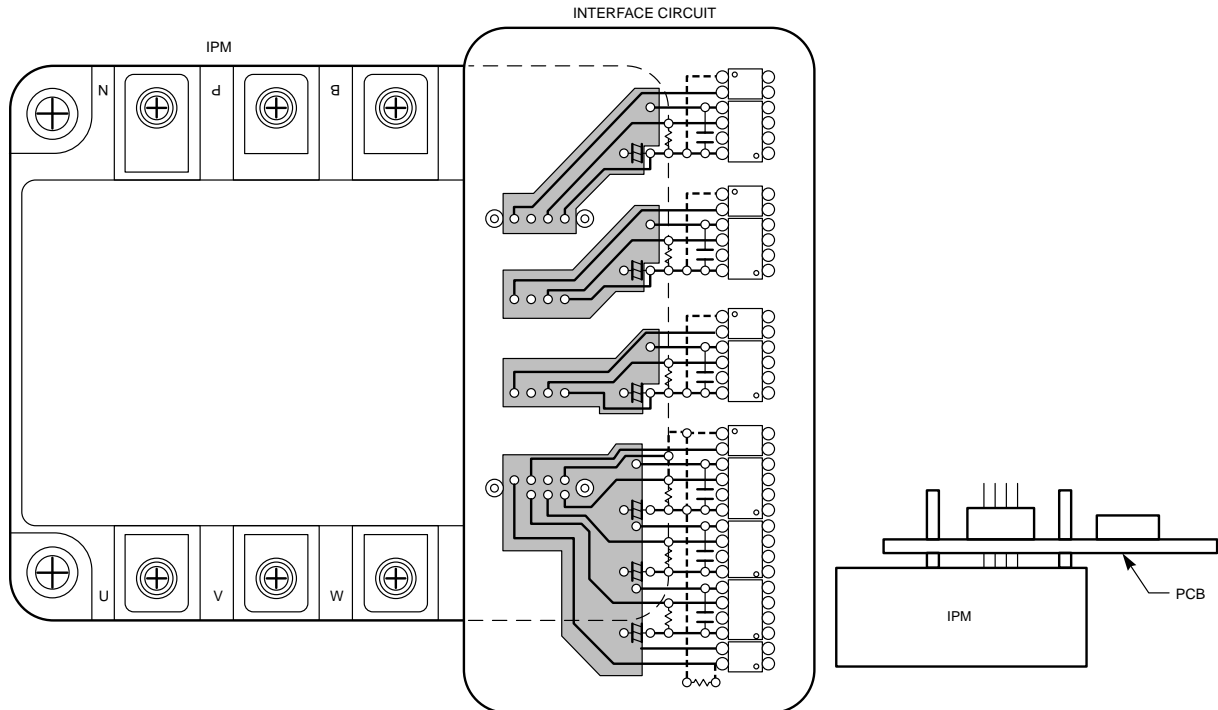 INTERFACE CIRCUIT
IPM
N P B
U V W
IPM
PCB